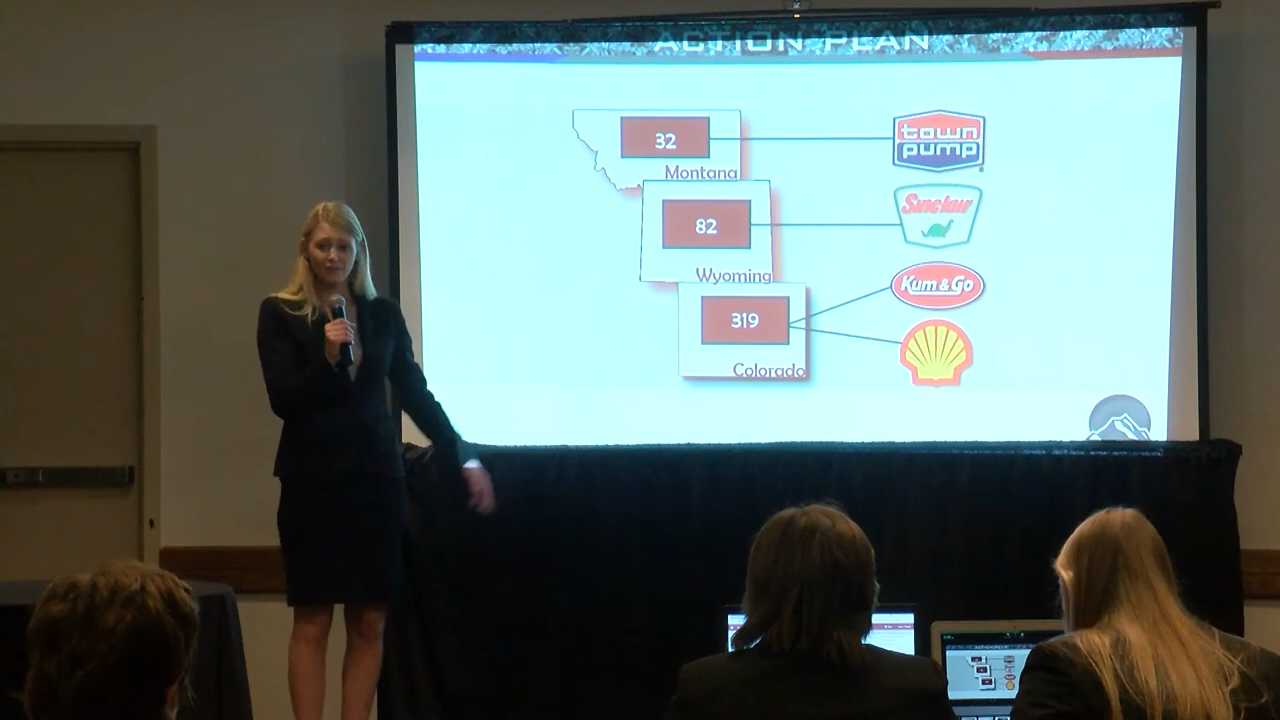 ACTION PLAN
32
Montana
town
pump
82
Wyoming
Sinclair
319
Colorado
Kum & Go